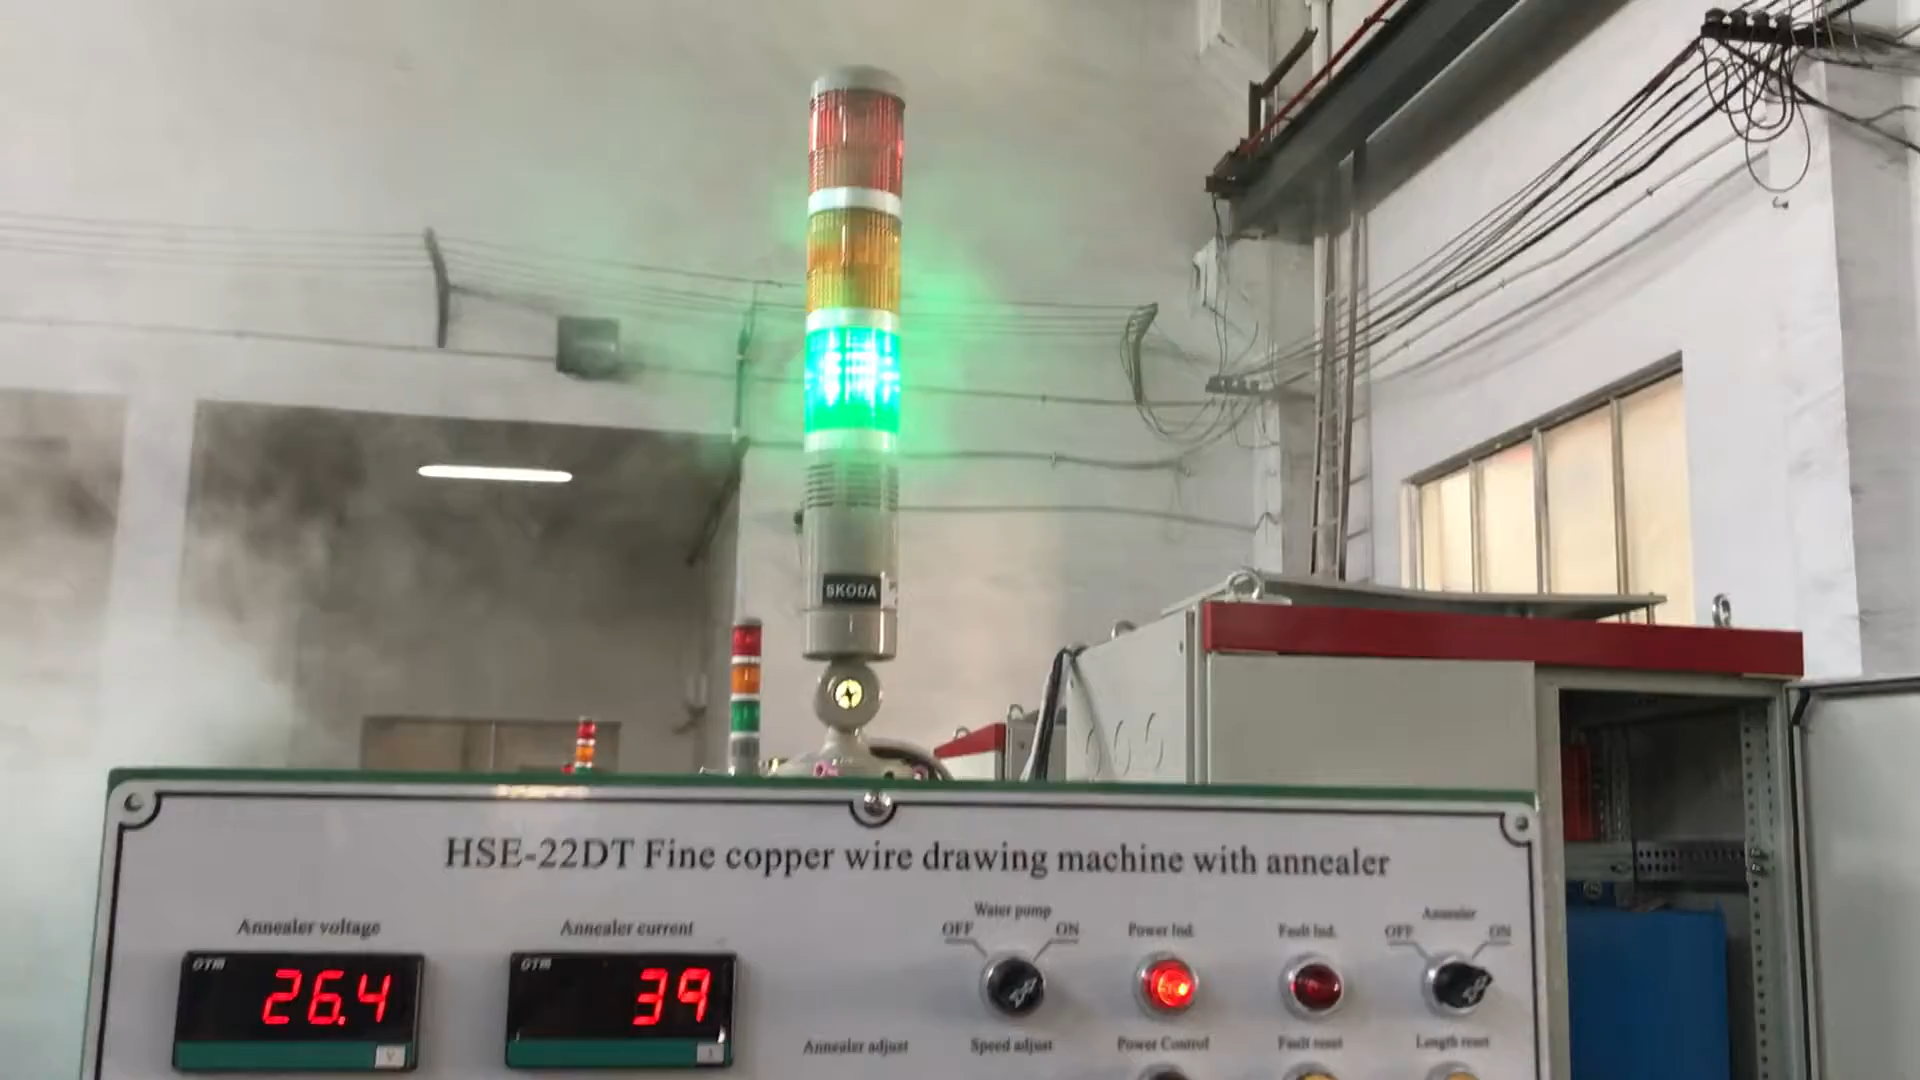 SKODA
HSE-22DT Fine copper wire drawing machine with annealer
Annealer voltage
Annealer current
Water pump
OFF
ON
Power Ind.
Fault Ind.
Annealer
OFF
ON
26.4
39
V
Annealer adjust
Speed adjust
Power Control
Fault reset
Length reset